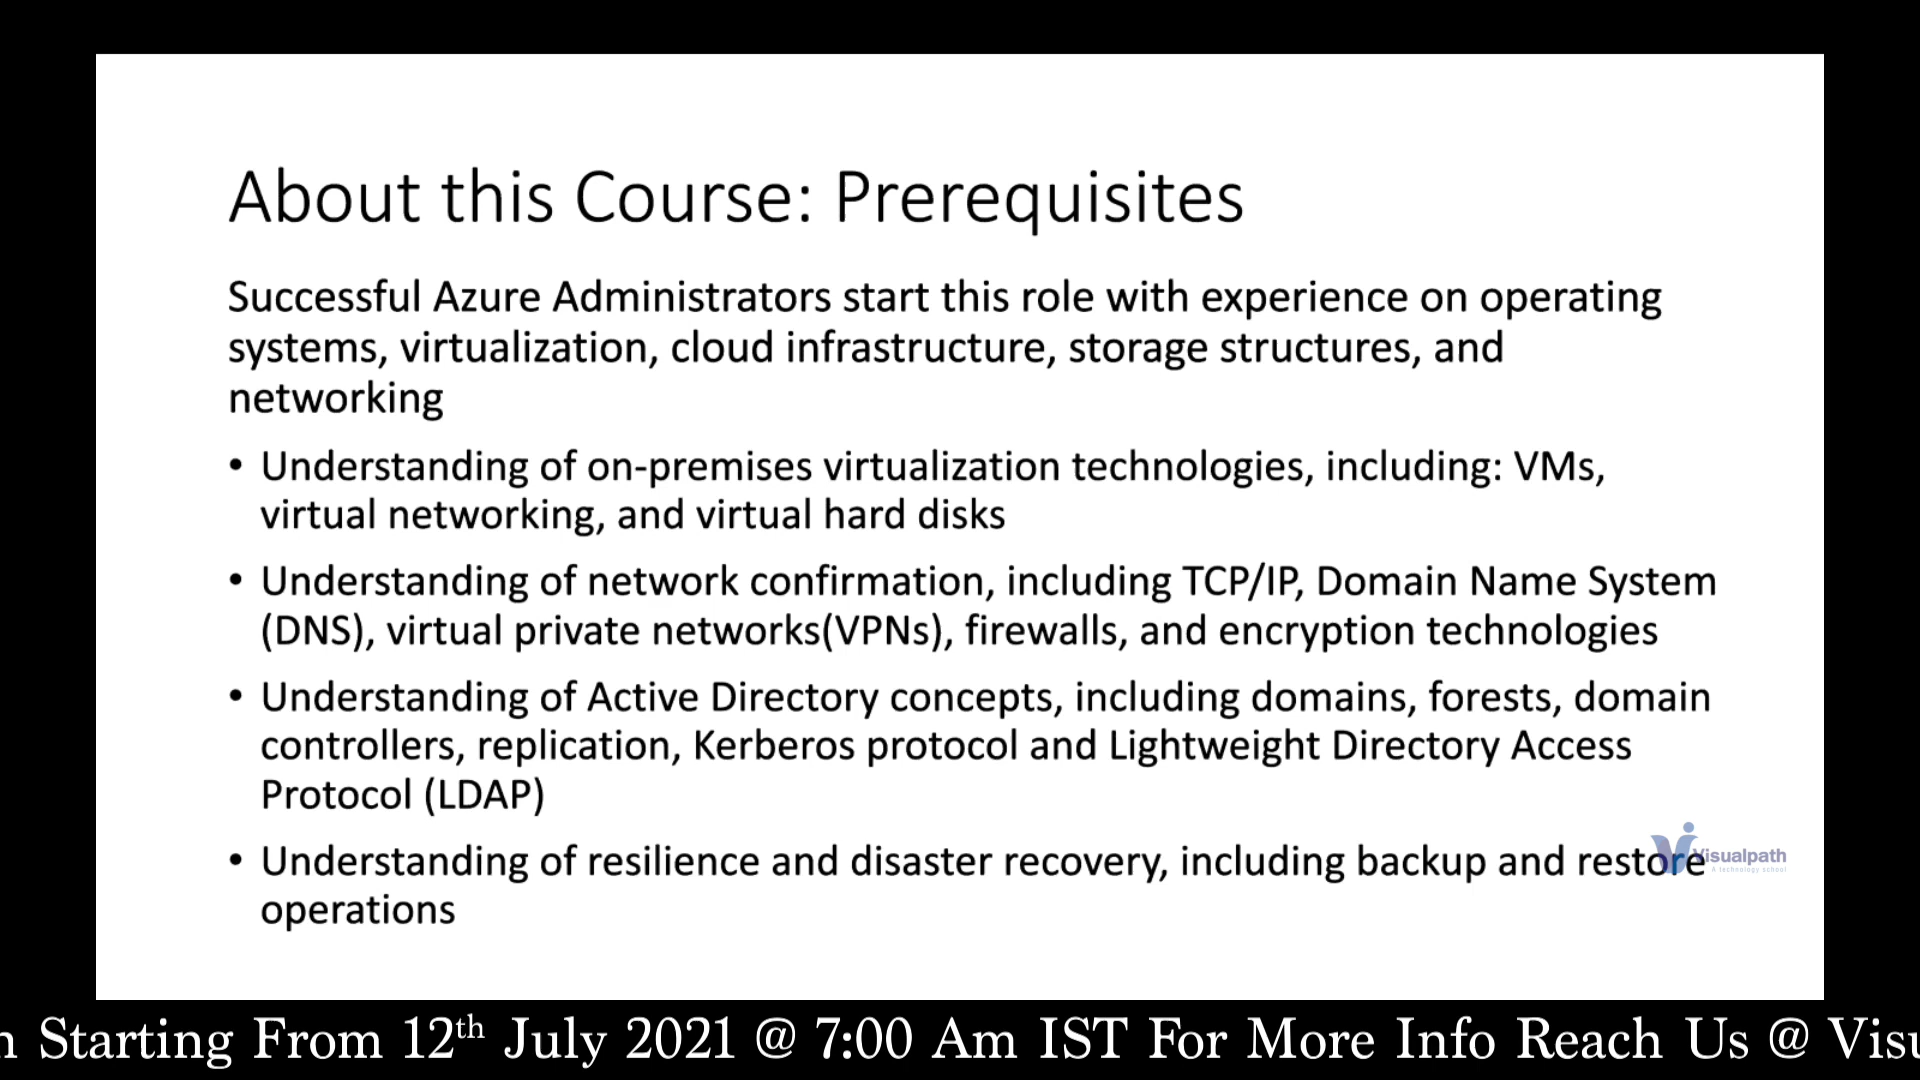 About this Course: Prerequisites
Successful Azure Administrators start this role with experience on operating
systems, virtualization, cloud infrastructure, storage structures, and
networking
• Understanding of on-premises virtualization technologies, including: VMs,
virtual networking, and virtual hard disks
• Understanding of network confirmation, including TCP/IP, Domain Name System
(DNS), virtual private networks(VPNs), firewalls, and encryption technologies
• Understanding of Active Directory concepts, including domains, forests, domain
controllers, replication, Kerberos protocol and Lightweight Directory Access
Protocol (LDAP)
• Understanding of resilience and disaster recovery, including backup and restore
operations
Visualpath
A technology school
Starting From 12th July 2021 @ 7:00 Am IST For More Info Reach Us @